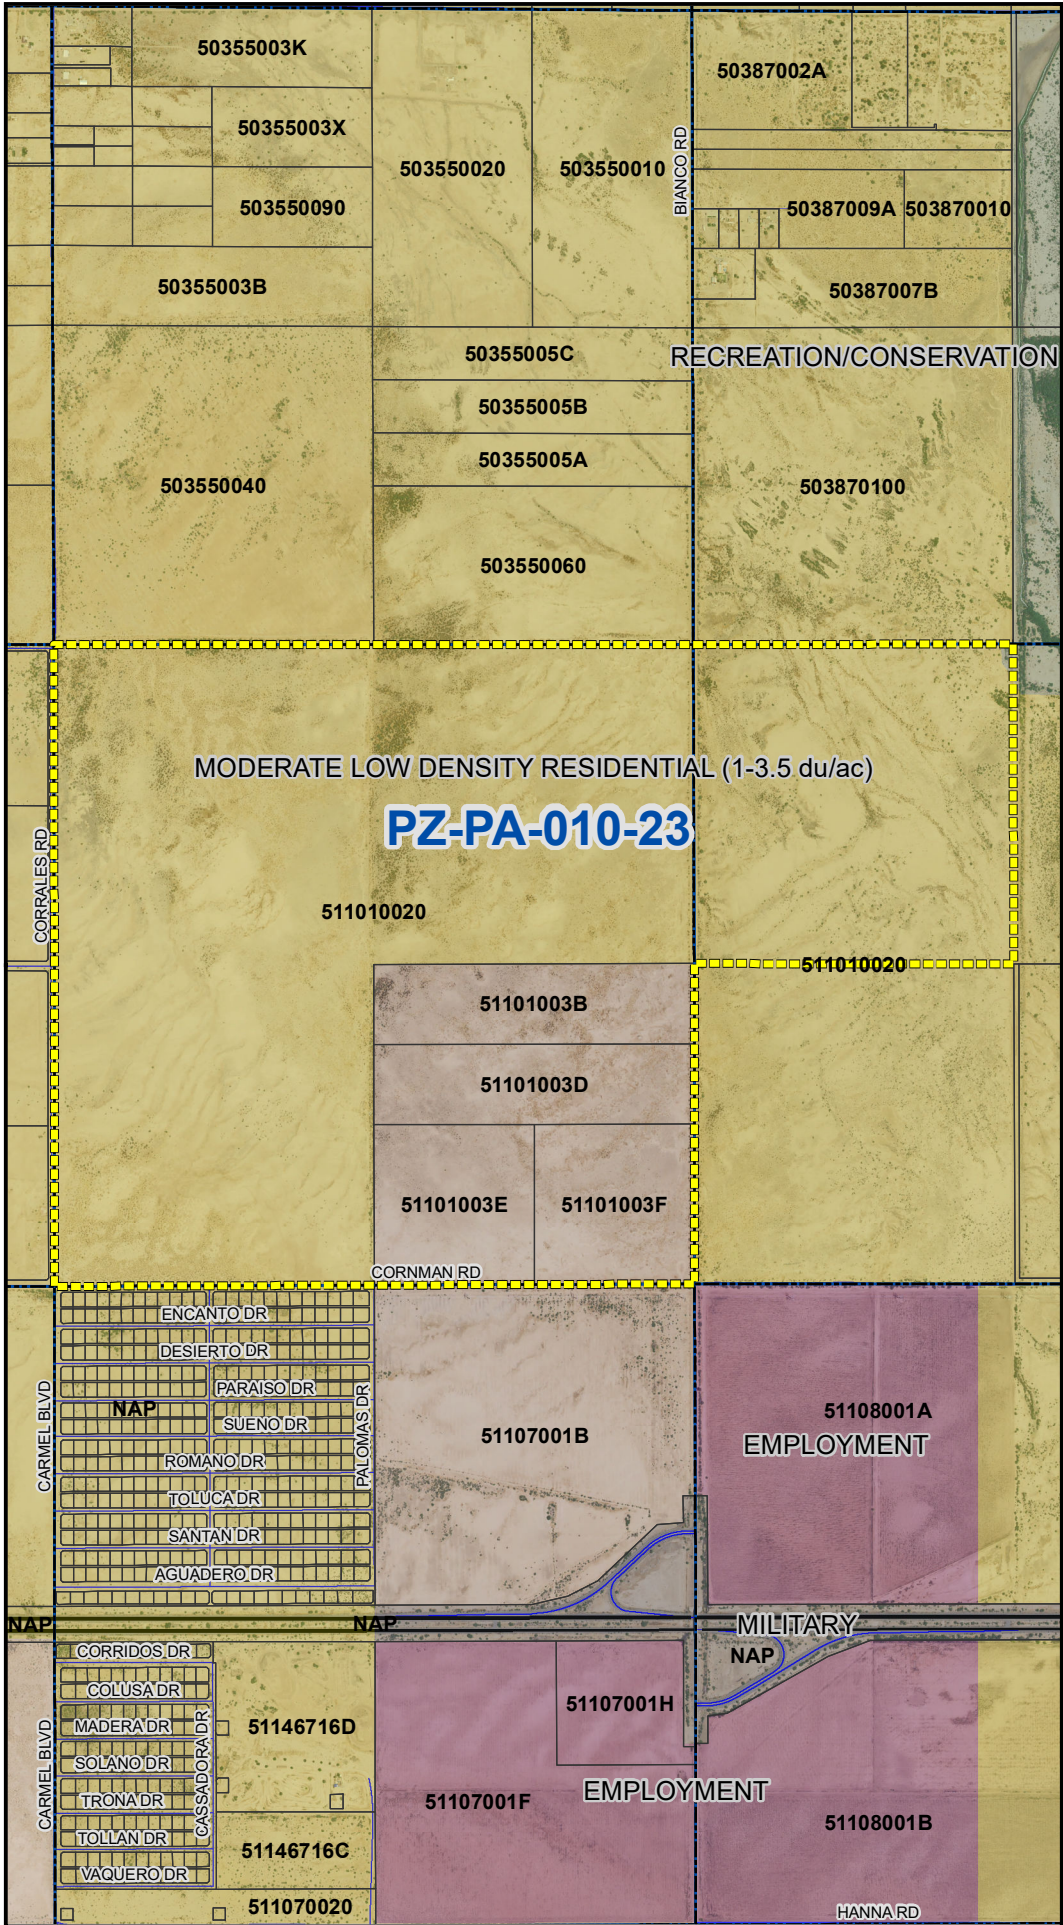 50355003K
50387002A
50355003X
503550020
503550010
BIANCO RD
503550090
50387009A
503870010
50355003B
50387007B
50355005C
RECREATION/CONSERVATION
50355005B
50355005A
503550040
503870100
503550060
MODERATE LOW DENSITY RESIDENTIAL (1-3.5 du/ac)
PZ-PA-010-23
CORRALES RD
511010020
511010020
51101003B
51101003D
51101003E
51101003F
CORNMAN RD
ENCANTO DR
DESIERTO DR
PARAISO DR
NAP
SUENO DR
CARMEL BLVD
PALOMAS DR
51107001B
51108001A
EMPLOYMENT
ROMANO DR
TOLUCA DR
SANTAN DR
AGUADERO DR
NAP
NAP
MILITARY
CORRIDOS DR
NAP
COLUSA DR
51107001H
MADERA DR
51146716D
CARMEL BLVD
CASSADORA DR
SOLANO DR
EMPLOYMENT
TRONA DR
51107001F
51108001B
TOLLAN DR
51146716C
VAQUERO DR
511070020
HANNA RD